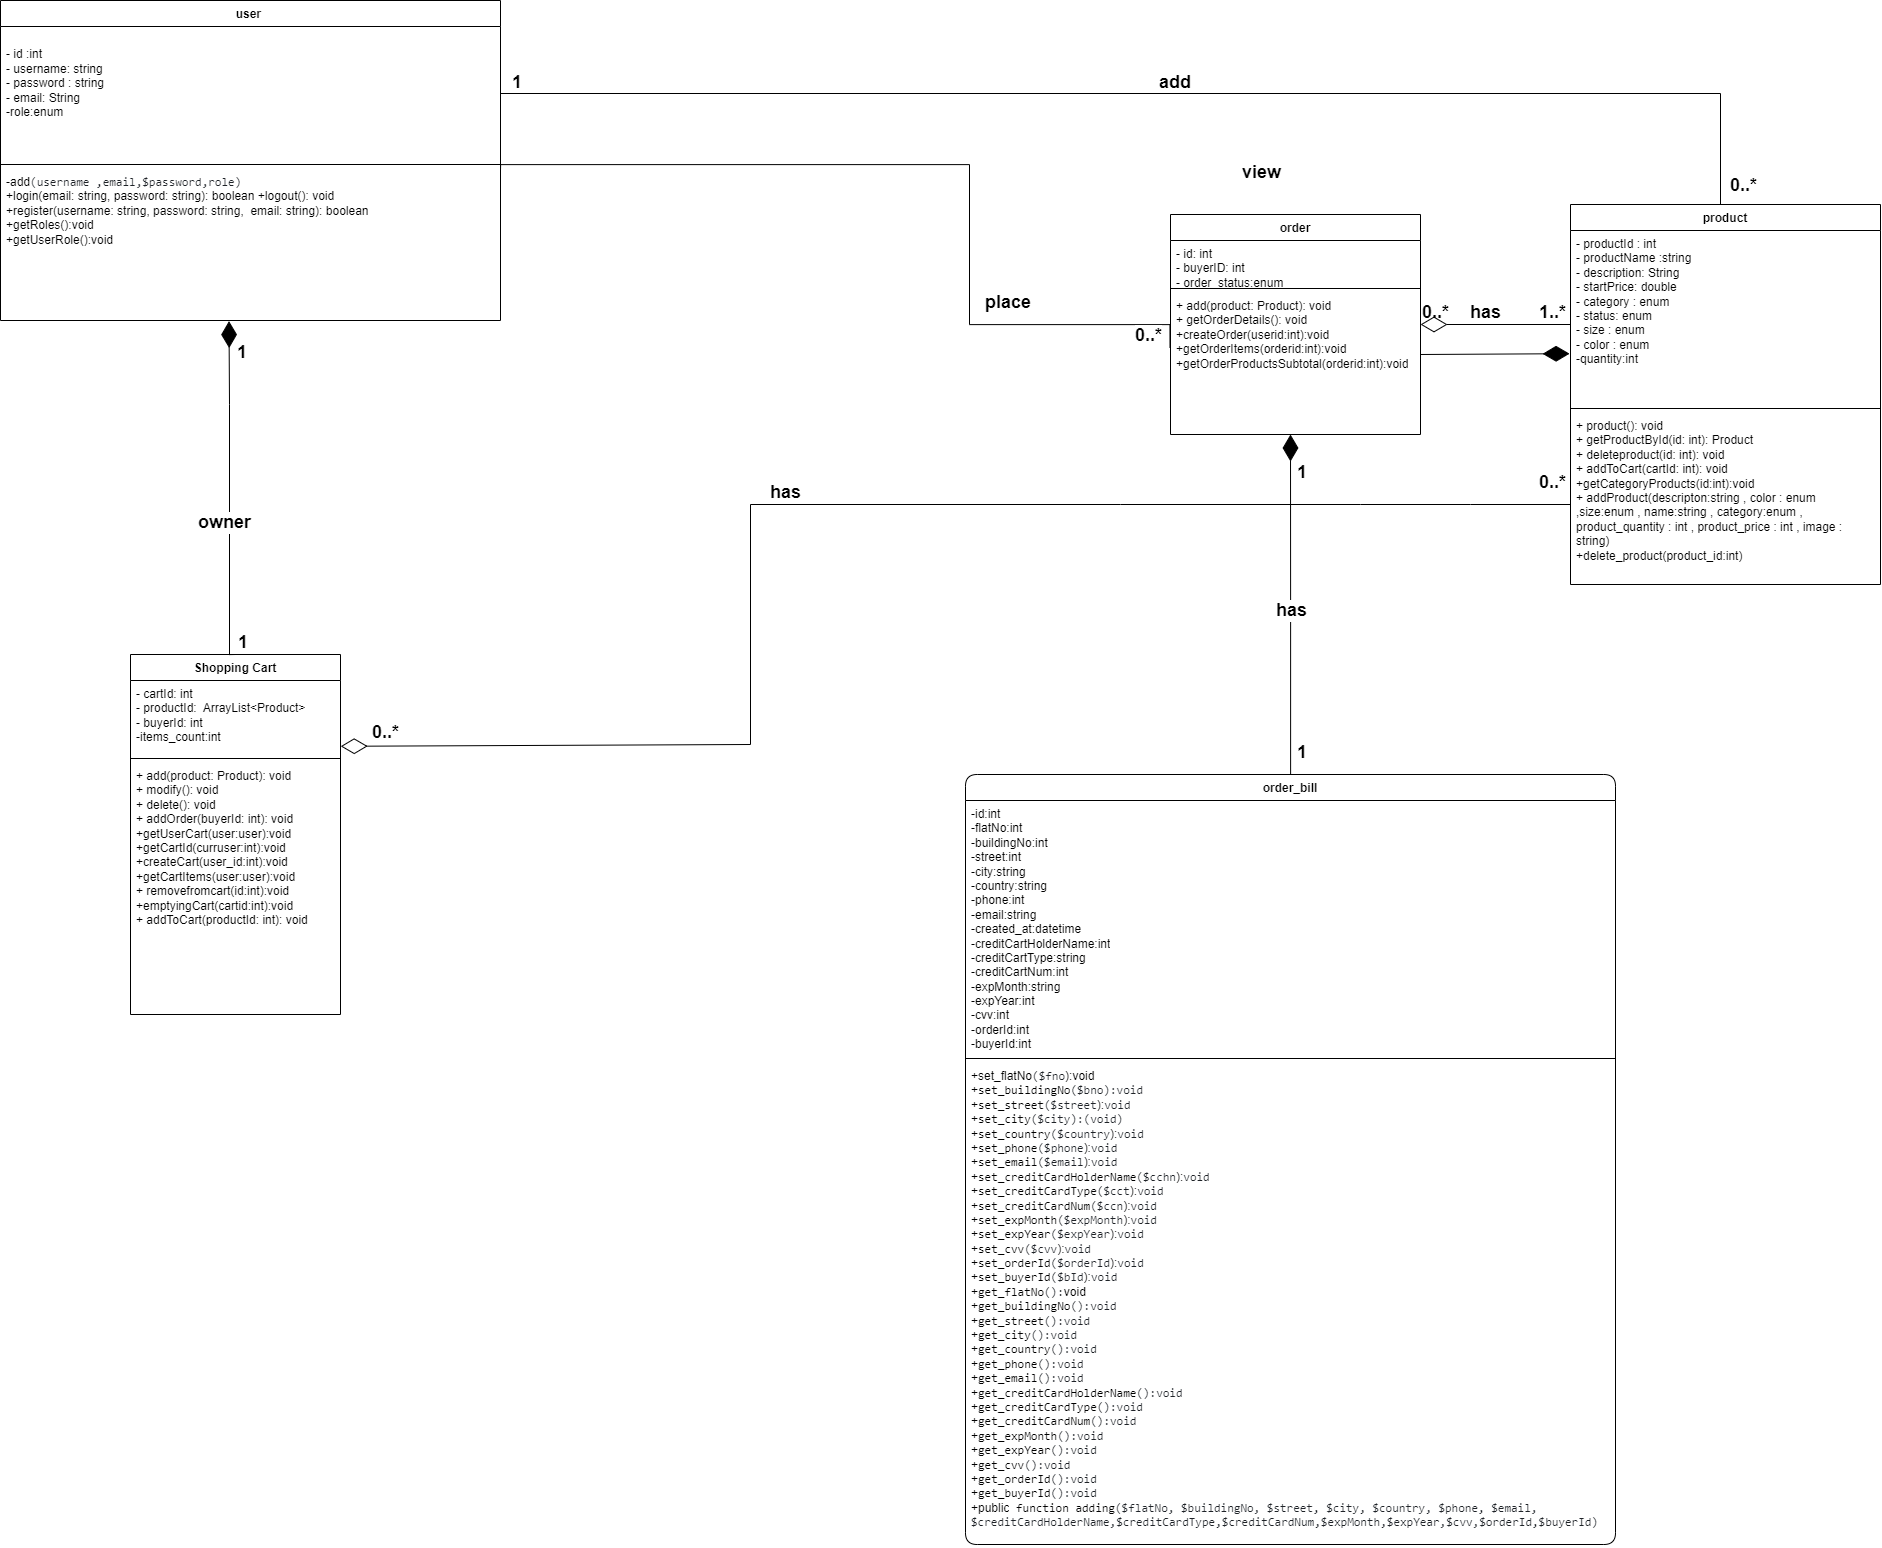 user
- id :int
- username: string
- password : string
- email: String
-role:enum
-add(username ,email,$password,role)
+login(email: string, password: string): boolean +logout(): void
+register(username: string, password: string,  email: string): boolean
+getRoles():void
+getUserRole():void
1
add
0..*
view
place
0..*
order
- id: int
- buyerID: int
- order_status:enum
+ add(product: Product): void
+ getOrderDetails(): void
+createOrder(userid:int):void
+getOrderItems(orderid:int):void
+getOrderProductsSubtotal(orderid:int):void
0..*
has
1..*
product
- productId : int
- productName :string
- description: String
- startPrice: double
- category : enum
- status: enum
- size : enum
- color : enum
-quantity:int
+ product(): void
+ getProductById(id: int): Product
+ deleteproduct(id: int): void
+ addToCart(cartId: int): void
+getCategoryProducts(id:int):void
+ addProduct(descripton:string , color : enum
,size:enum , name:string , category:enum ,
product_quantity : int , product_price : int , image :
string)
+delete_product(product_id:int)
1
owner
1
has
0..*
0..*
Shopping Cart
- cartId: int
- productId:  ArrayList<Product>
- buyerId: int
-items_count:int
+ add(product: Product): void
+ modify(): void
+ delete(): void
+ addOrder(buyerId: int): void
+getUserCart(user:user):void
+getCartId(curruser:int):void
+createCart(user_id:int):void
+getCartItems(user:user):void
+ removefromcart(id:int):void
+emptyingCart(cartid:int):void
+ addToCart(productId: int): void
1
has
1
order_bill
-id:int
-flatNo:int
-buildingNo:int
-street:int
-city:string
-country:string
-phone:int
-email:string
-created_at:datetime
-creditCartHolderName:int
-creditCartType:string
-creditCartNum:int
-expMonth:string
-expYear:int
-cvv:int
-orderId:int
-buyerId:int
+set_flatNo($fno):void
+set_buildingNo($bno):void
+set_street($street):void
+set_city($city):(void)
+set_country($country):void
+set_phone($phone):void
+set_email($email):void
+set_creditCardHolderName($cchn):void
+set_creditCardType($cct):void
+set_creditCardNum($ccn):void
+set_expMonth($expMonth):void
+set_expYear($expYear):void
+set_cvv($cvv):void
+set_orderId($orderId):void
+set_buyerId($bId):void
+get_flatNo():void
+get_buildingNo():void
+get_street():void
+get_city():void
+get_country():void
+get_phone():void
+get_email():void
+get_creditCardHolderName():void
+get_creditCardType():void
+get_creditCardNum():void
+get_expMonth():void
+get_expYear():void
+get_cvv():void
+get_orderId():void
+get_buyerId():void
+public function adding($flatNo, $buildingNo, $street, $city, $country, $phone, $email,
$creditCardHolderName,$creditCardType,$creditCardNum,$expMonth,$expYear,$cvv,$orderId,$buyerId)